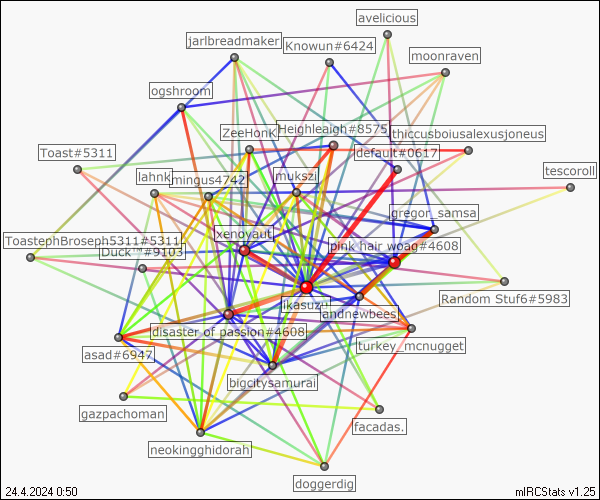 avelicious
jarlbreadmaker
Knowun#6424
moonraven
ogshroom
ZeeHonK
Heighleaigh#8575
thiccusboiusalexusjoneus
Toast#5311
default#0617
lahnk
mingus4742
mukszi
tescoroll
gregor_samsa
xenoyaut
ToastephBroseph5311#5311
pink hair woag#4608
Duck™#9103
ikasuzu
Random Stuf6#5983
andnewbees
disaster of passion#4608
turkey_mcnugget
asad#6947
bigcitysamurai
gazpachoman
facadas.
neokingghidorah
doggerdig
24.4.2024 0:50
mIRCStats v1.25